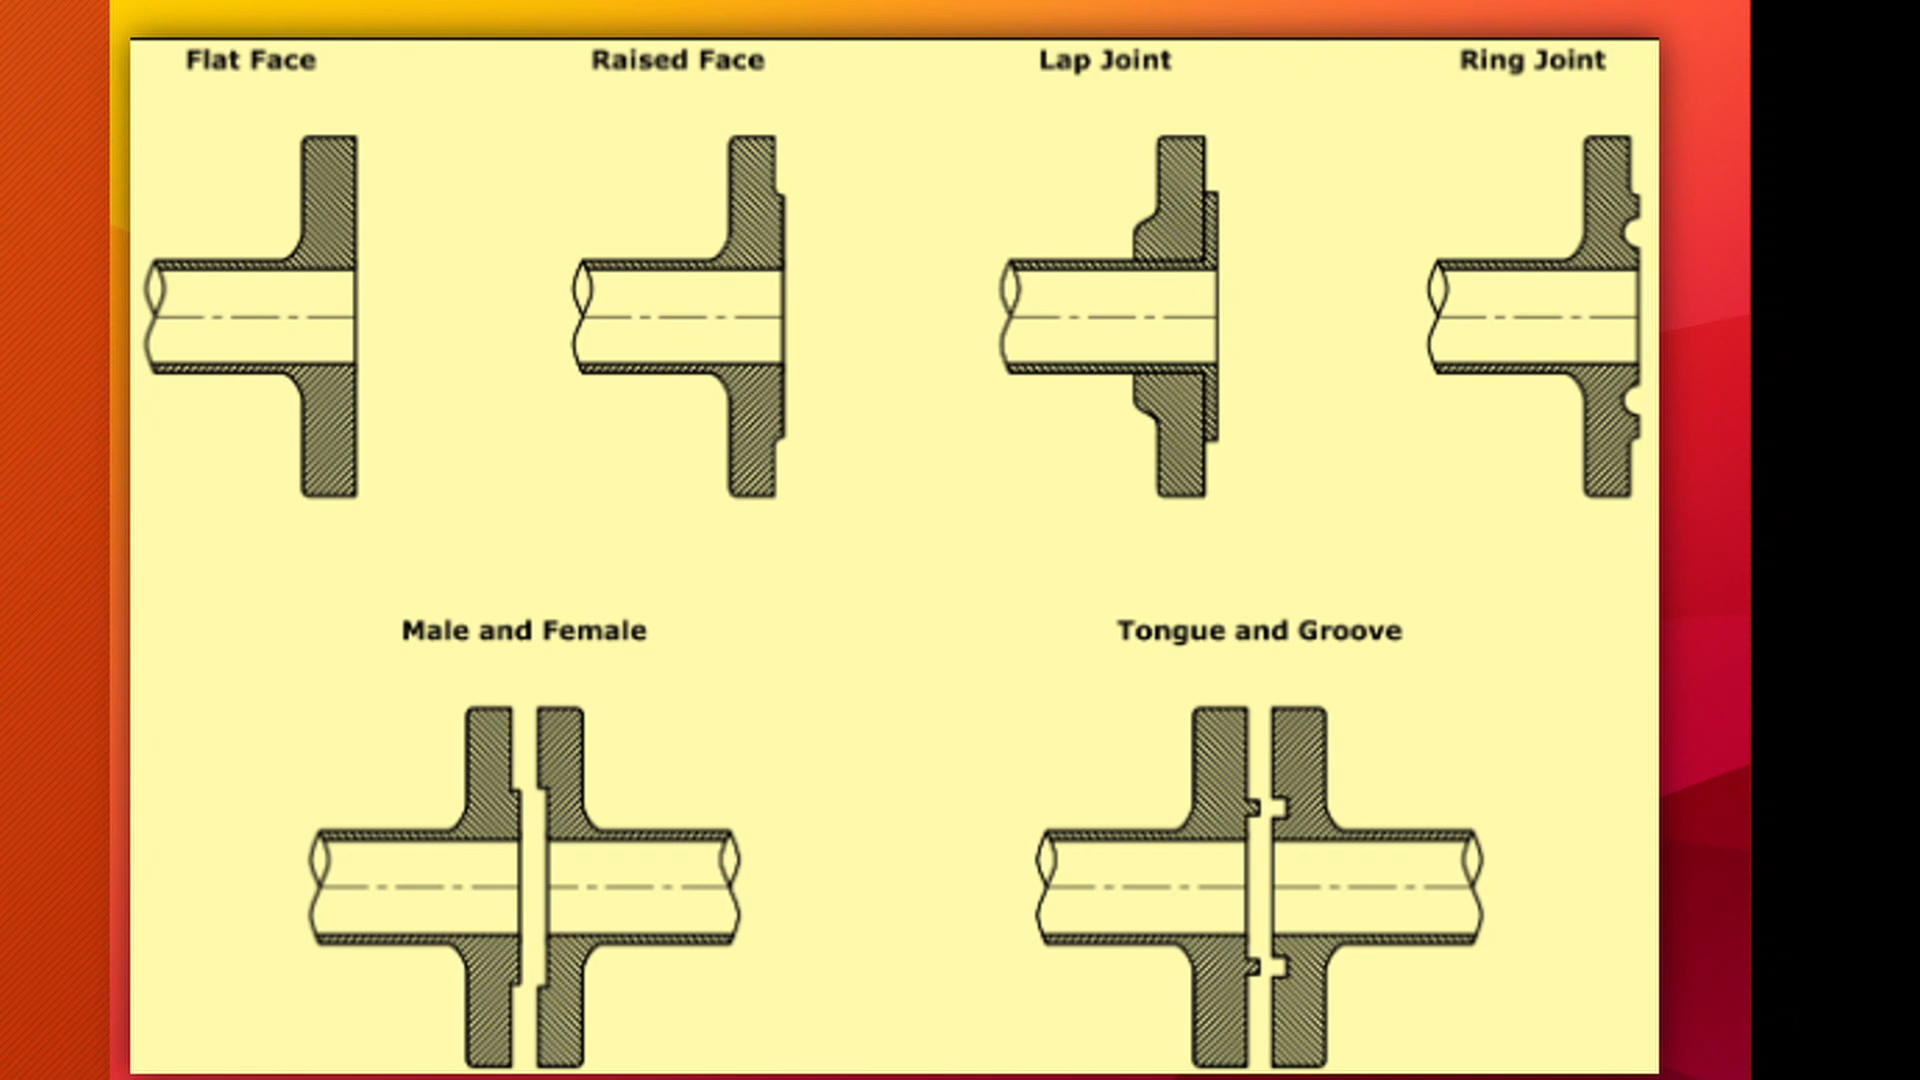 Flat Face
Raised Face
Lap Joint
Ring Joint
Male and Female
Tongue and Groove